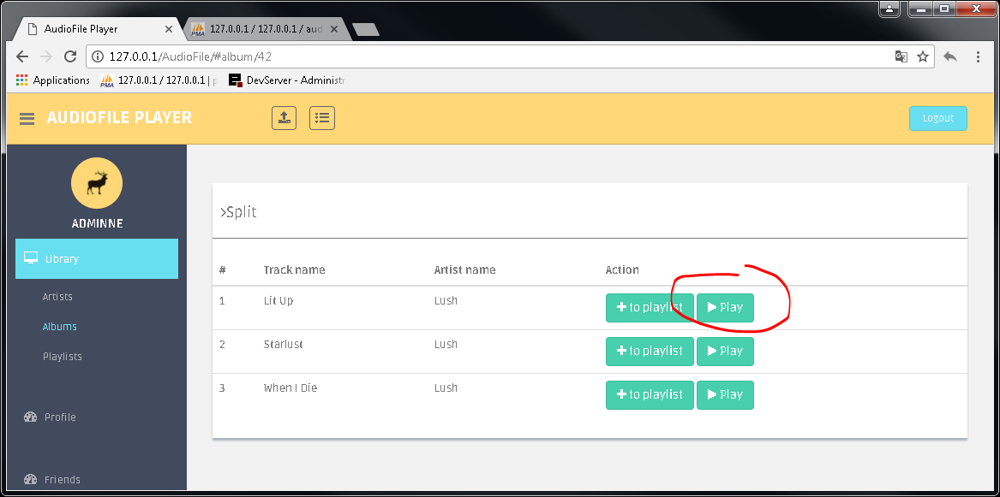 AudioFile Player
127.0.0.1 / 127.0.0.1 / aud
127.0.0.1/AudioFile/#album/42
Applications
PMA
127.0.0.1 / 127.0.0.1 | p
DevServer - Administr
AUDIOFILE PLAYER
Logout
ADMINNE
>Split
Library
# Track name Artist name Action
Artists
1 Lit Up Lush + to playlist Play
Albums
2 Starlust Lush + to playlist Play
Playlists
3 When I Die Lush + to playlist Play
Profile
Friends